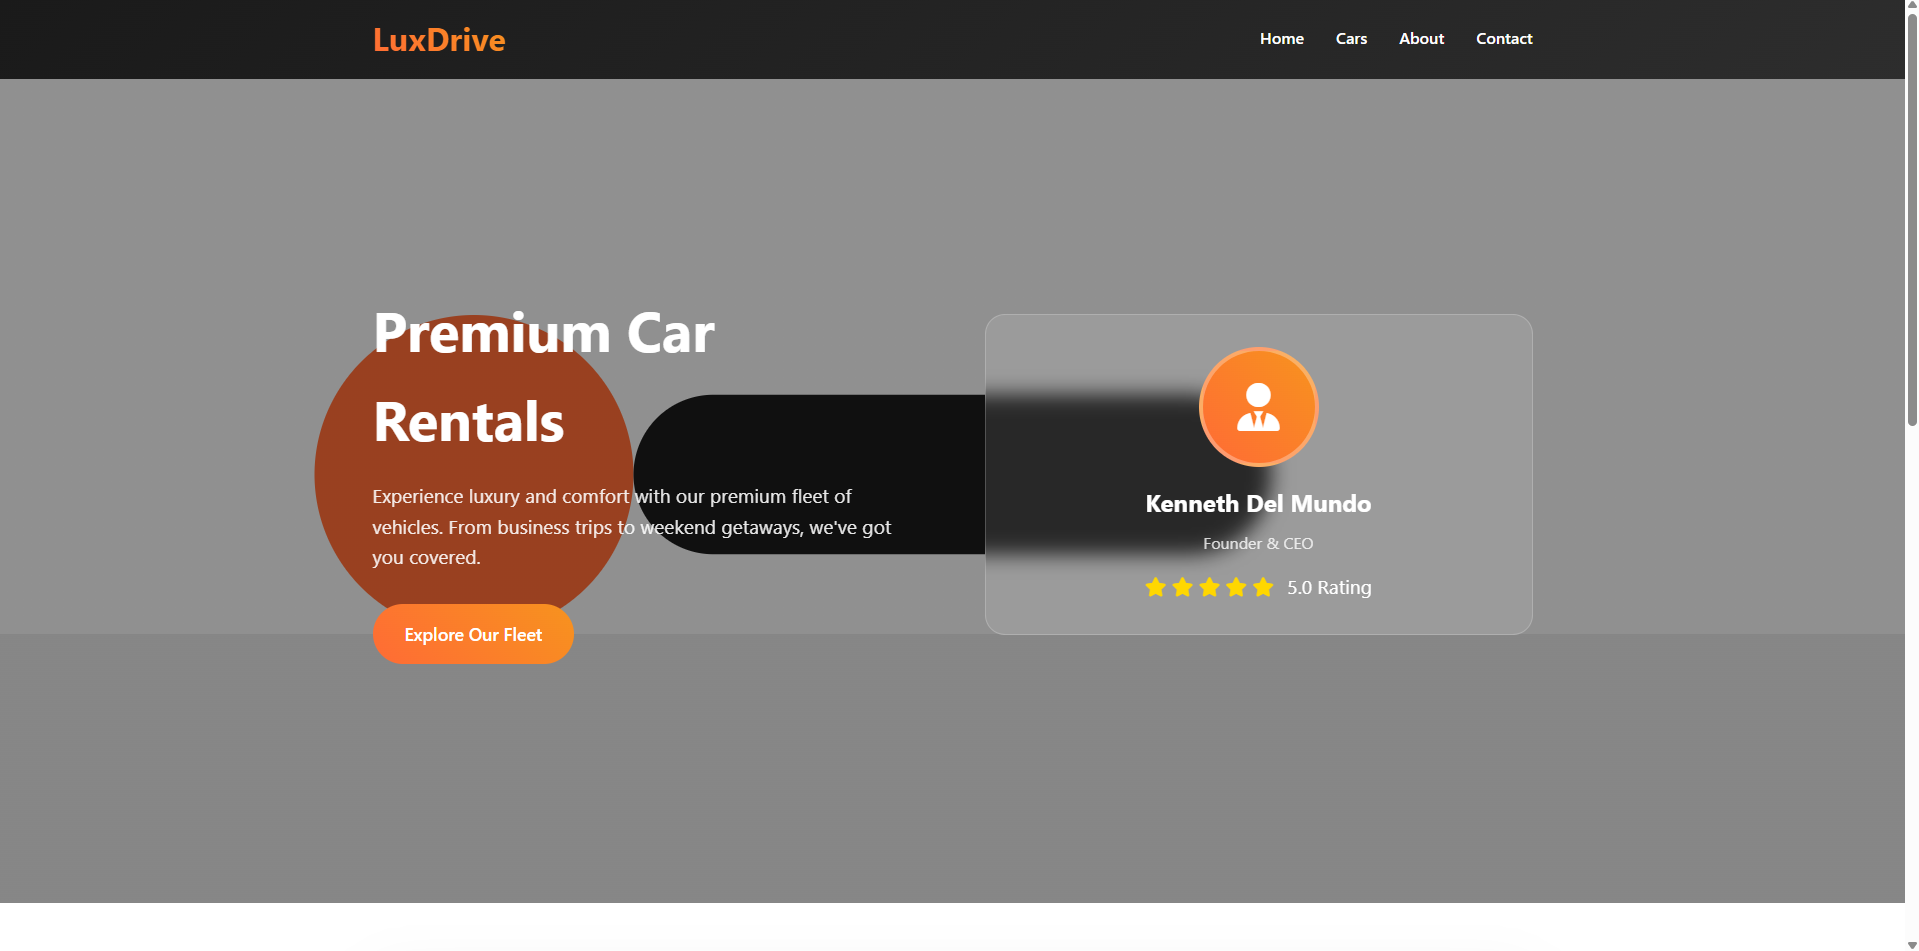 LuxDrive
Home Cars About Contact
Premium Car
Rentals
Experience luxury and comfort with our premium fleet of
vehicles. From business trips to weekend getaways, we've got
you covered.
Explore Our Fleet
Kenneth Del Mundo
Founder & CEO
5.0 Rating